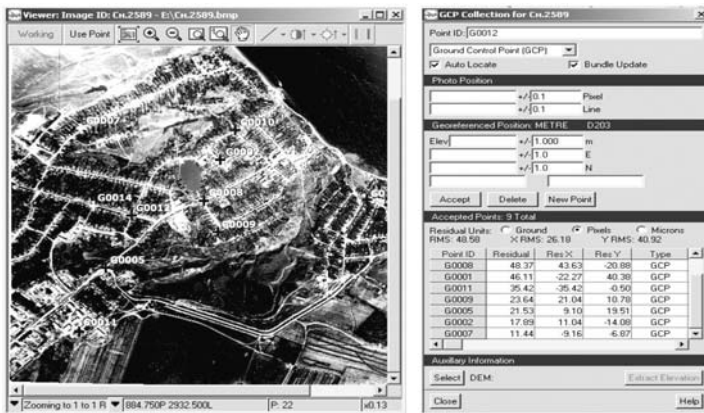 Viewer: Image ID: Сн.2589 - E:\Сн.2589.bmp
Working Use Point
G0007
G0010
G0002
G0008
G0014
G0012
G0009
G0005
G0011
Zooming to 1 to 1 R 884.750P 2932.500L P: 22 x0.13
GCP Collection for Сн.2589
Point ID: G0012
Ground Control Point (GCP)
Auto Locate Bundle Update
Photo Position
+/- 0.1 Pixel
+/- 0.1 Line
Georeferenced Position: METRE D203
Elev +/- 1.000 m
+/- 1.0 E
+/- 1.0 N
Accept Delete New Point
Accepted Points: 9 Total
Residual Units: Ground Pixels Microns
RMS: 48.58 X RMS: 26.18 Y RMS: 40.92
Point ID Residual Res X Res Y Type
G0008 48.37 43.63 -20.88 GCP
G0001 46.11 -22.27 40.38 GCP
G0011 35.42 -35.42 -0.50 GCP
G0009 23.64 21.04 10.78 GCP
G0005 21.53 9.10 19.51 GCP
G0002 17.89 11.04 -14.08 GCP
G0007 11.44 -9.16 -6.87 GCP
Auxiliary Information
Select DEM: Extract Elevation
Close Help